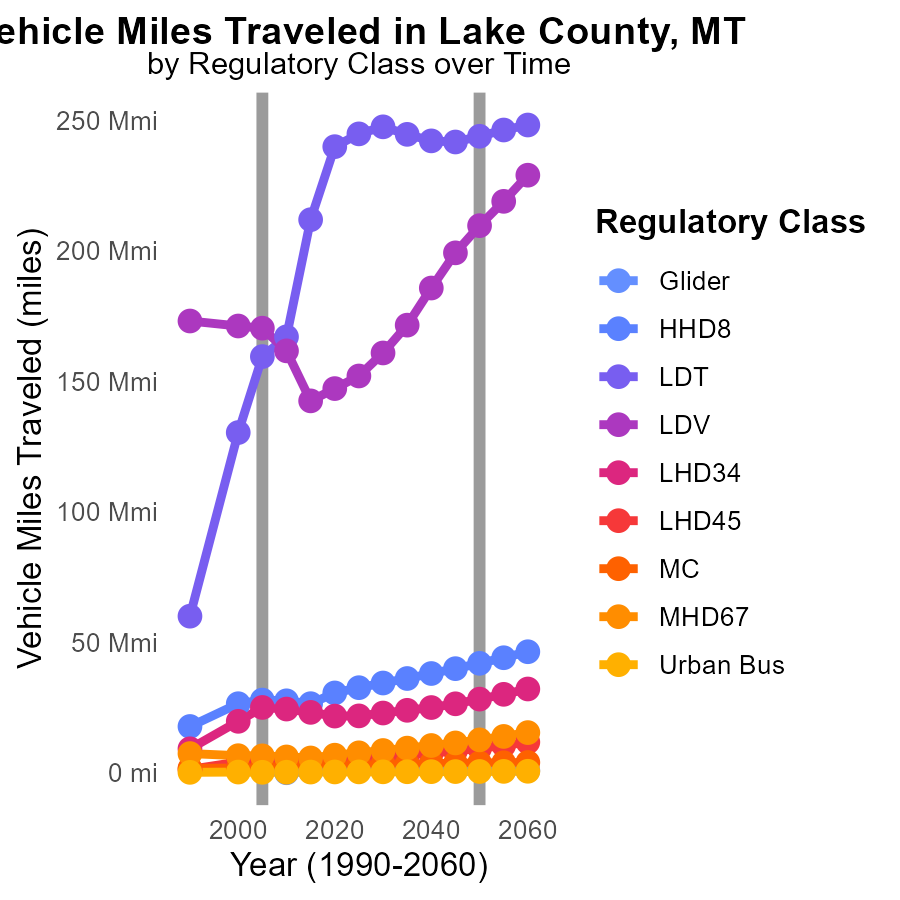 ehicle Miles Traveled in Lake County, MT
by Regulatory Class over Time
Vehicle Miles Traveled (miles)
250 Mmi
200 Mmi
150 Mmi
100 Mmi
50 Mmi
0 mi
2000 2020 2040 2060
Year (1990-2060)
Regulatory Class
Glider
HHD8
LDT
LDV
LHD34
LHD45
MC
MHD67
Urban Bus